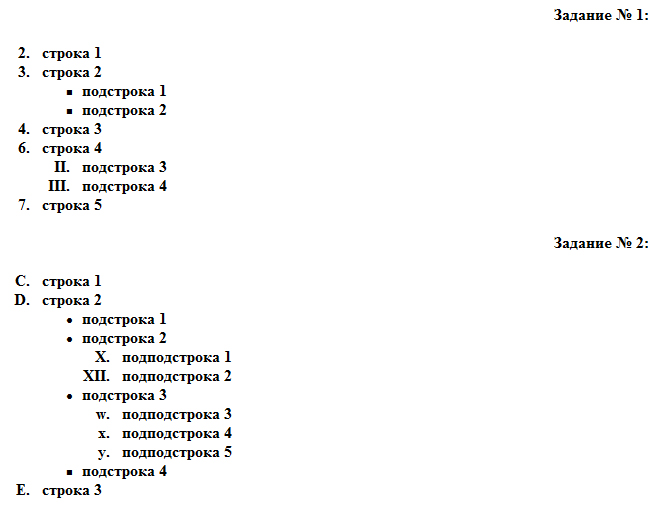 Задание № 1:
2. строка 1
3. строка 2
▪ подстрока 1
▪ подстрока 2
4. строка 3
6. строка 4
II. подстрока 3
III. подстрока 4
7. строка 5
Задание № 2:
C. строка 1
D. строка 2
• подстрока 1
• подстрока 2
X. подподстрока 1
XII. подподстрока 2
• подстрока 3
w. подподстрока 3
x. подподстрока 4
y. подподстрока 5
▪ подстрока 4
E. строка 3